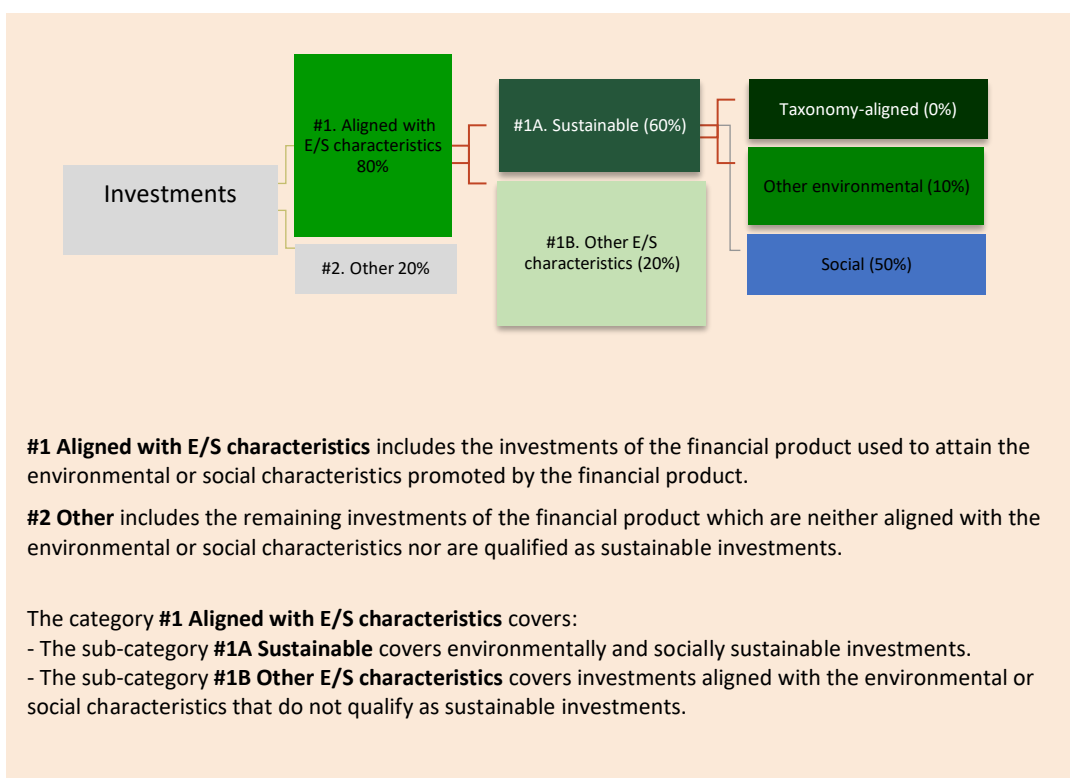 Investments
#1. Aligned with
E/S characteristics
80%
#2. Other 20%
#1A. Sustainable (60%)
#1B. Other E/S
characteristics (20%)
Taxonomy-aligned (0%)
Other environmental (10%)
Social (50%)
#1 Aligned with E/S characteristics includes the investments of the financial product used to attain the
environmental or social characteristics promoted by the financial product.
#2 Other includes the remaining investments of the financial product which are neither aligned with the
environmental or social characteristics nor are qualified as sustainable investments.
The category #1 Aligned with E/S characteristics covers:
- The sub-category #1A Sustainable covers environmentally and socially sustainable investments.
- The sub-category #1B Other E/S characteristics covers investments aligned with the environmental or
social characteristics that do not qualify as sustainable investments.